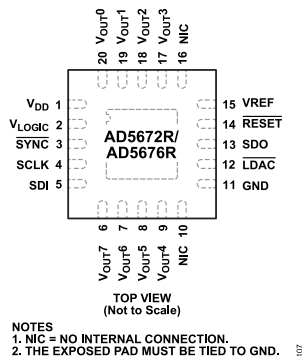 20 VOUT0
19 VOUT1
18 VOUT2
17 VOUT3
16 NIC
VDD 1
VLOGIC 2
SYNC 3
SCLK 4
SDI 5
AD5672R/
AD5676R
15 VREF
14 RESET
13 SDO
12 LDAC
11 GND
VOUT7 6
VOUT6 7
VOUT5 8
VOUT4 9
NIC 10
TOP VIEW
(Not to Scale)
NOTES
1. NIC = NO INTERNAL CONNECTION.
2. THE EXPOSED PAD MUST BE TIED TO GND.
107